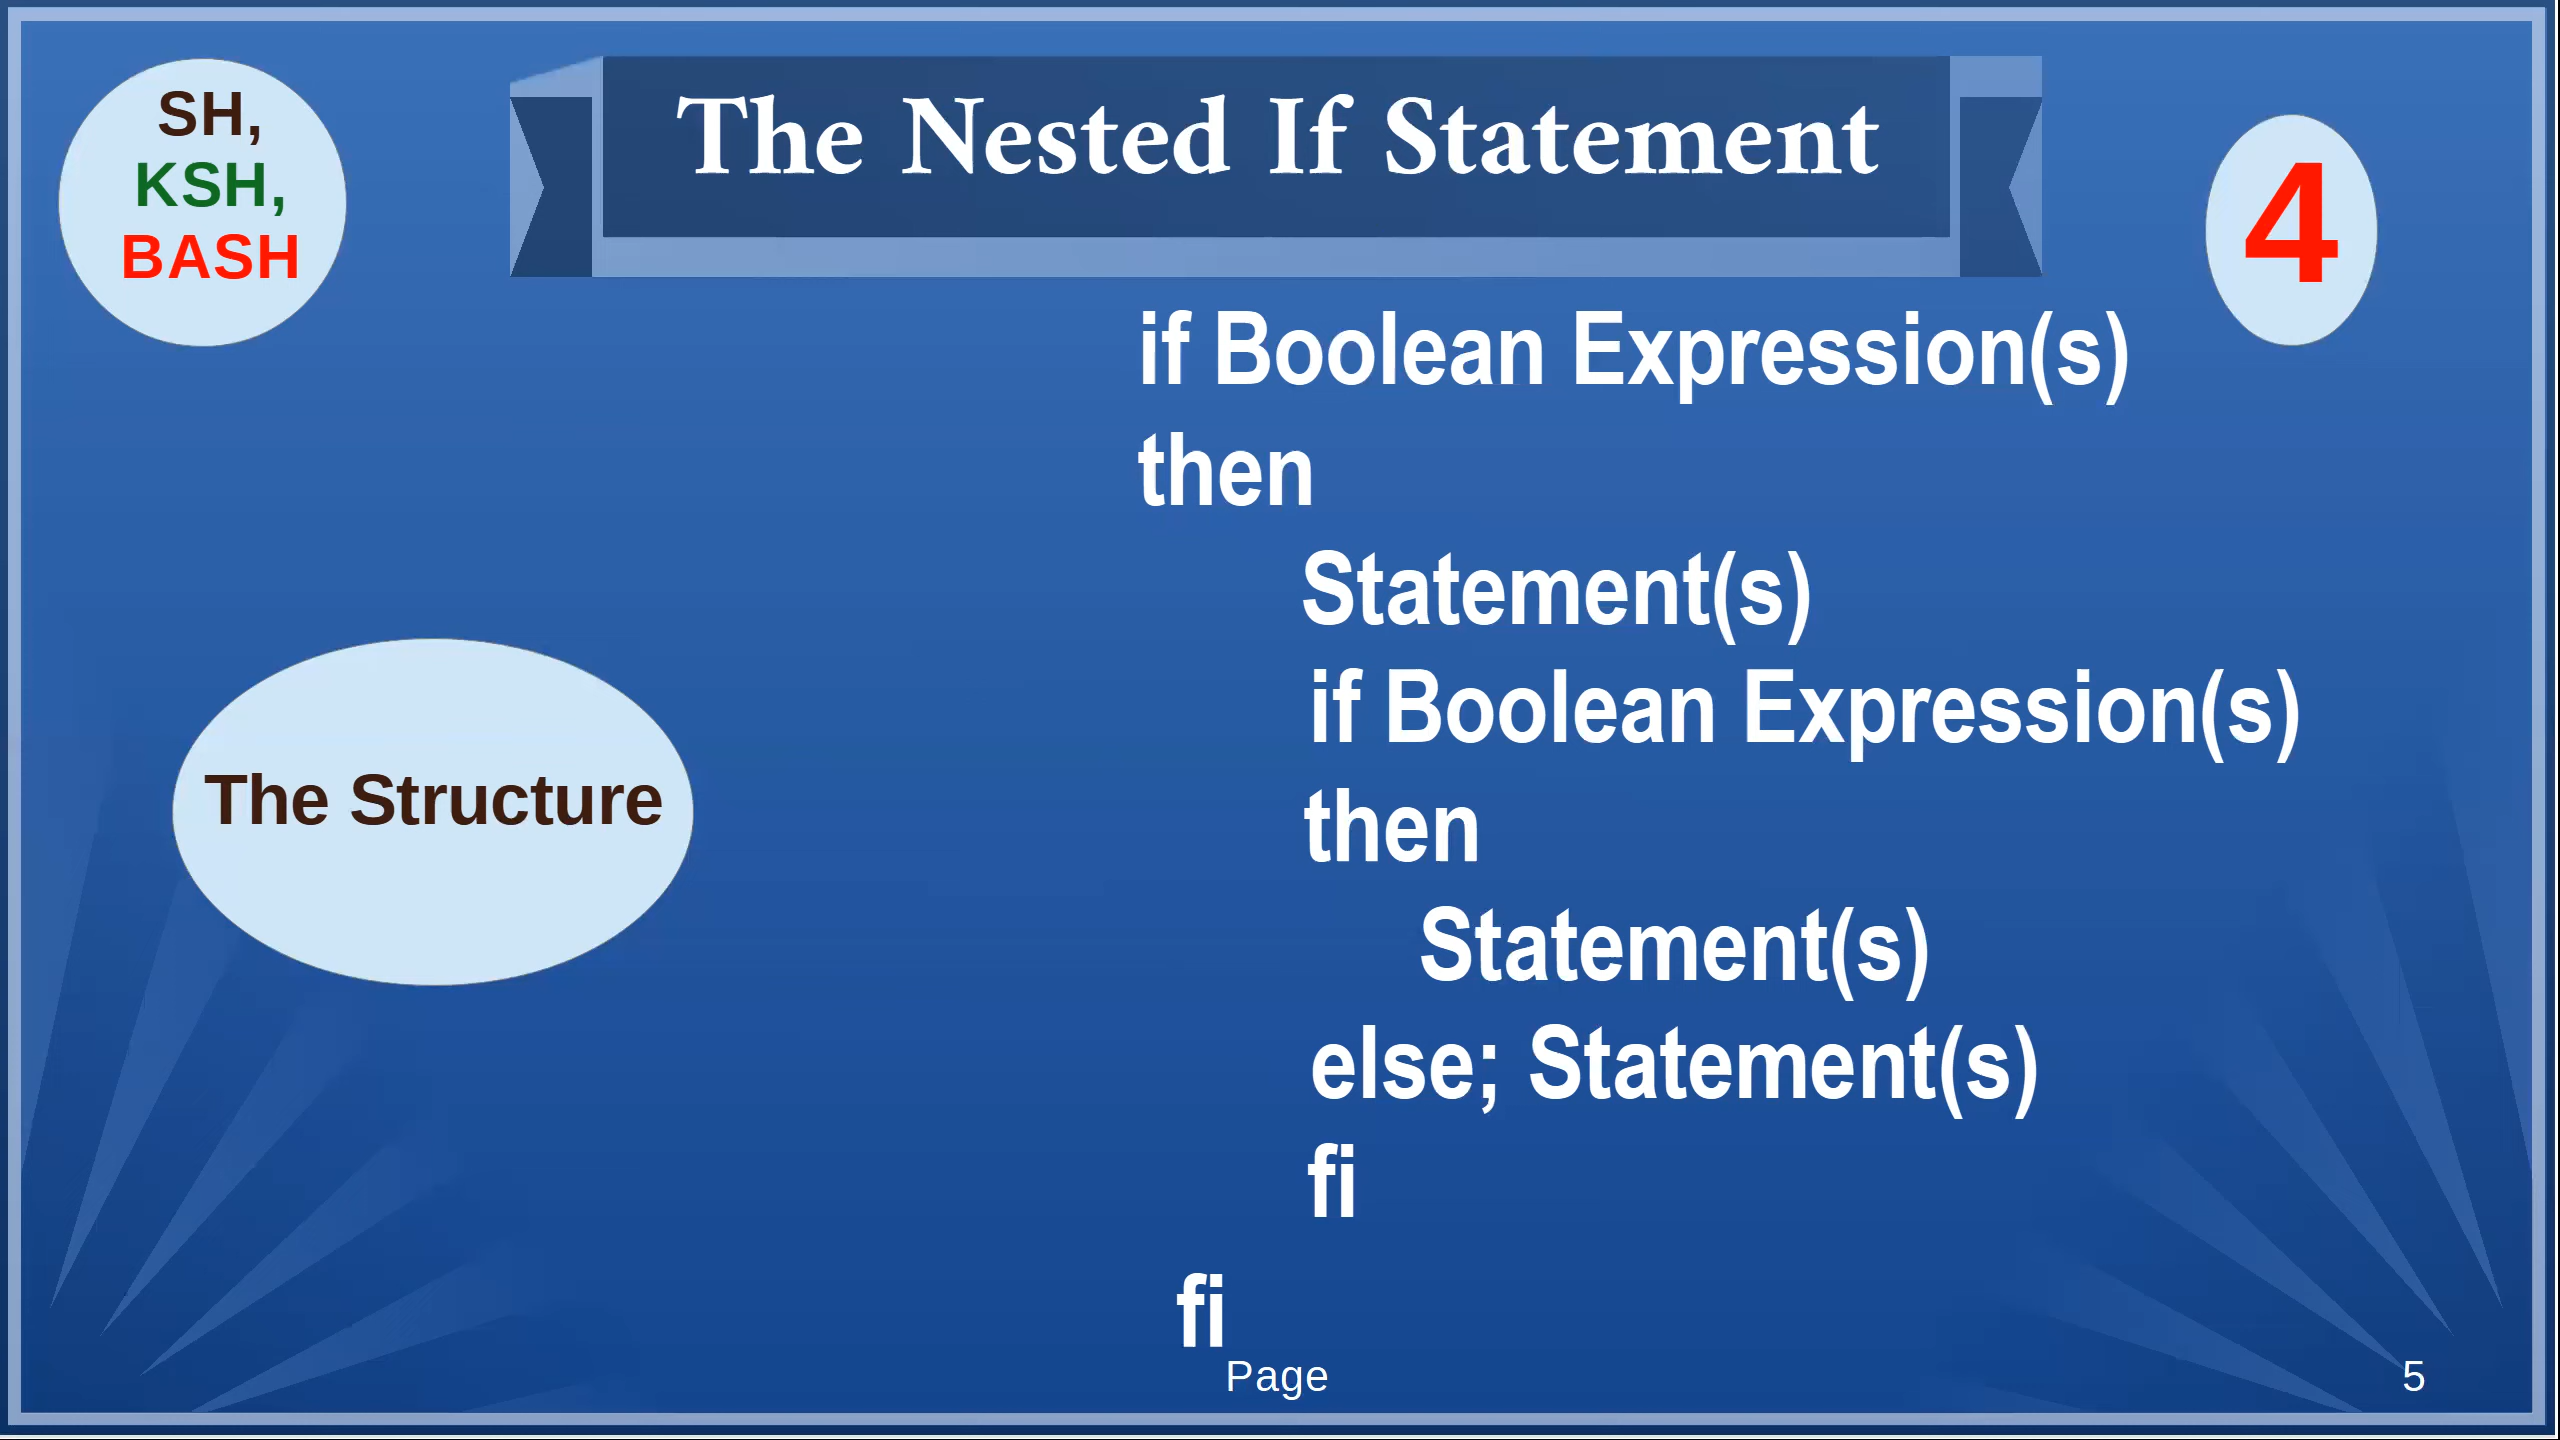 SH,
KSH,
BASH
The Nested If Statement
4
if Boolean Expression(s)
then
Statement(s)
if Boolean Expression(s)
then
Statement(s)
else; Statement(s)
fi
fi
The Structure
Page
5